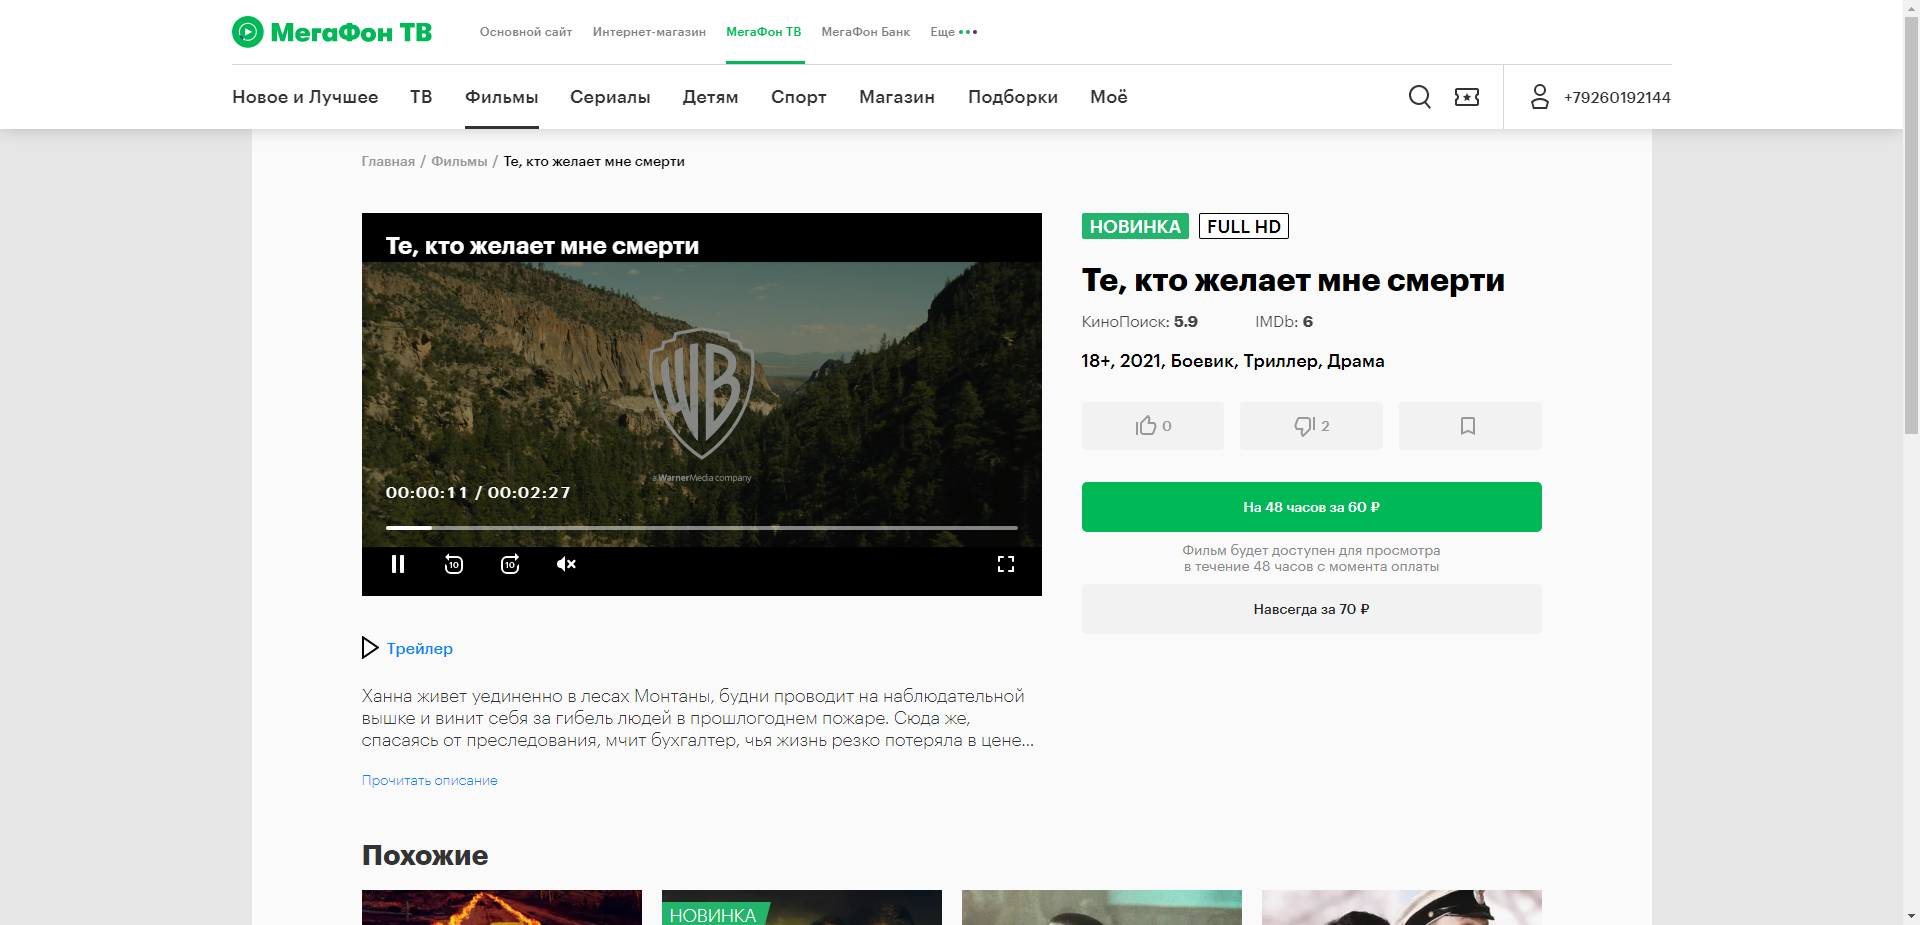 МегаФон ТВ
Основной сайт
Интернет-магазин
МегаФон ТВ
МегаФон Банк
Еще
Новое и Лучшее
ТВ
Фильмы
Сериалы
Детям
Спорт
Магазин
Подборки
Моё
+79260192144
Главная / Фильмы / Те, кто желает мне смерти
Те, кто желает мне смерти
WB
a WarnerMedia company
00:00:11 / 00:02:27
10
10
НОВИНКА
FULL HD
Те, кто желает мне смерти
КиноПоиск: 5.9
IMDb: 6
18+, 2021, Боевик, Триллер, Драма
0
2
На 48 часов за 60 ₽
Фильм будет доступен для просмотра
в течение 48 часов с момента оплаты
Навсегда за 70 ₽
Трейлер
Ханна живет уединенно в лесах Монтаны, будни проводит на наблюдательной
вышке и винит себя за гибель людей в прошлогоднем пожаре. Сюда же,
спасаясь от преследования, мчит бухгалтер, чья жизнь резко потеряла в цене...
Прочитать описание
Похожие
НОВИНКА